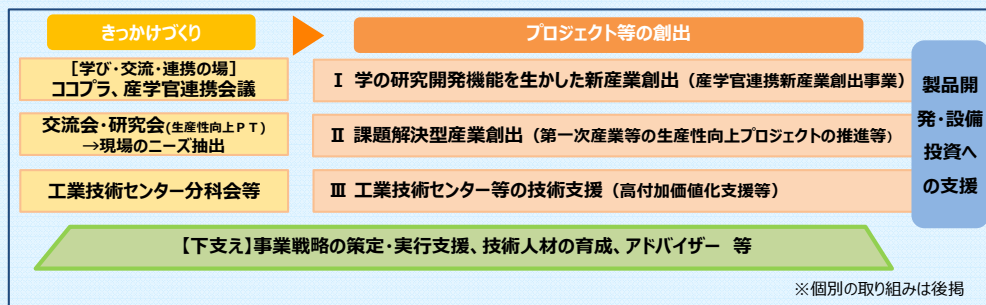 きっかけづくり
プロジェクト等の創出
［学び・交流・連携の場］
ココプラ、産学官連携会議
交流会・研究会(生産性向上ＰＴ)
→現場のニーズ抽出
工業技術センター分科会等
Ⅰ 学の研究開発機能を生かした新産業創出（産学官連携新産業創出事業）
Ⅱ 課題解決型産業創出（第一次産業等の生産性向上プロジェクトの推進等）
Ⅲ 工業技術センター等の技術支援（高付加価値化支援等）
製品開
発・設備
投資へ
の支援
【下支え】事業戦略の策定・実行支援、技術人材の育成、アドバイザー 等
※個別の取り組みは後掲